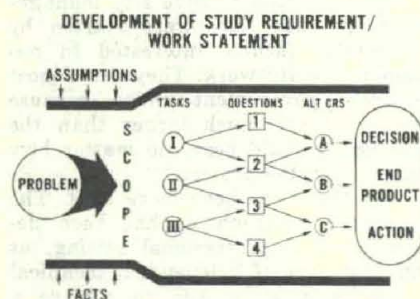 DEVELOPMENT OF STUDY REQUIREMENT/
WORK STATEMENT
ASSUMPTIONS
TASKS QUESTIONS ALT CRS
PROBLEM
SCOPE
I
II
III
1
2
3
4
A
B
C
DECISION
END
PRODUCT
ACTION
FACTS